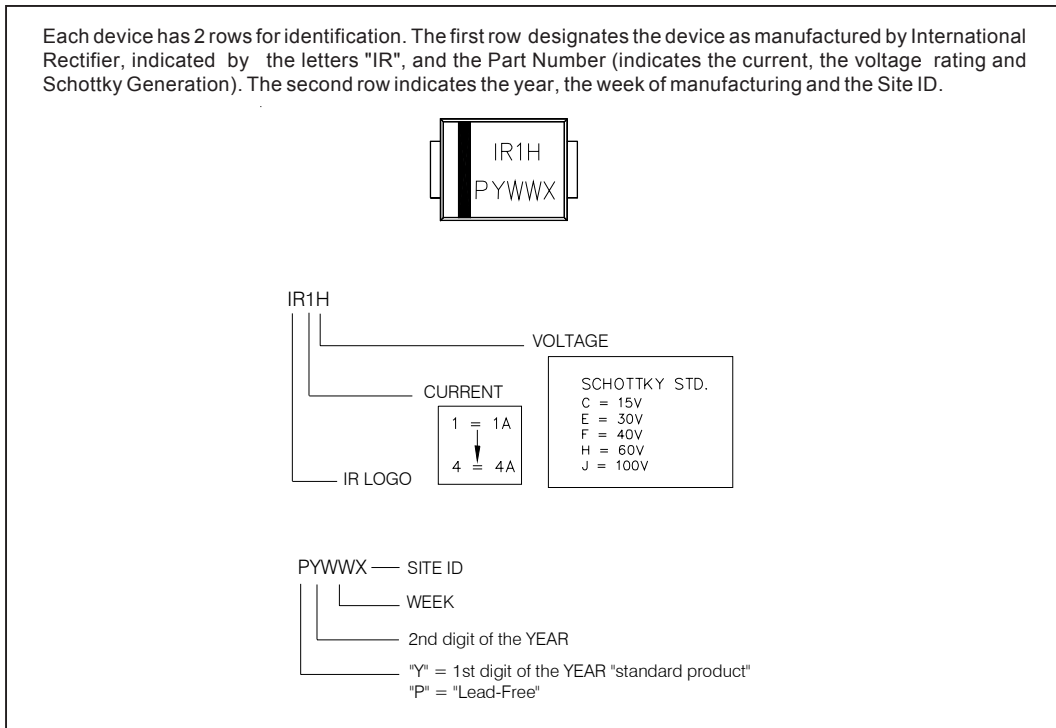 Each device has 2 rows for identification. The first row designates the device as manufactured by International
Rectifier, indicated by the letters "IR", and the Part Number (indicates the current, the voltage rating and
Schottky Generation). The second row indicates the year, the week of manufacturing and the Site ID.
IR1H
PYWWX
IR1H
VOLTAGE
SCHOTTKY STD.
C = 15V
E = 30V
F = 40V
H = 60V
J = 100V
CURRENT
1 = 1A
4 = 4A
IR LOGO
PYWWX
SITE ID
WEEK
2nd digit of the YEAR
"Y" = 1st digit of the YEAR "standard product"
"P" = "Lead-Free"